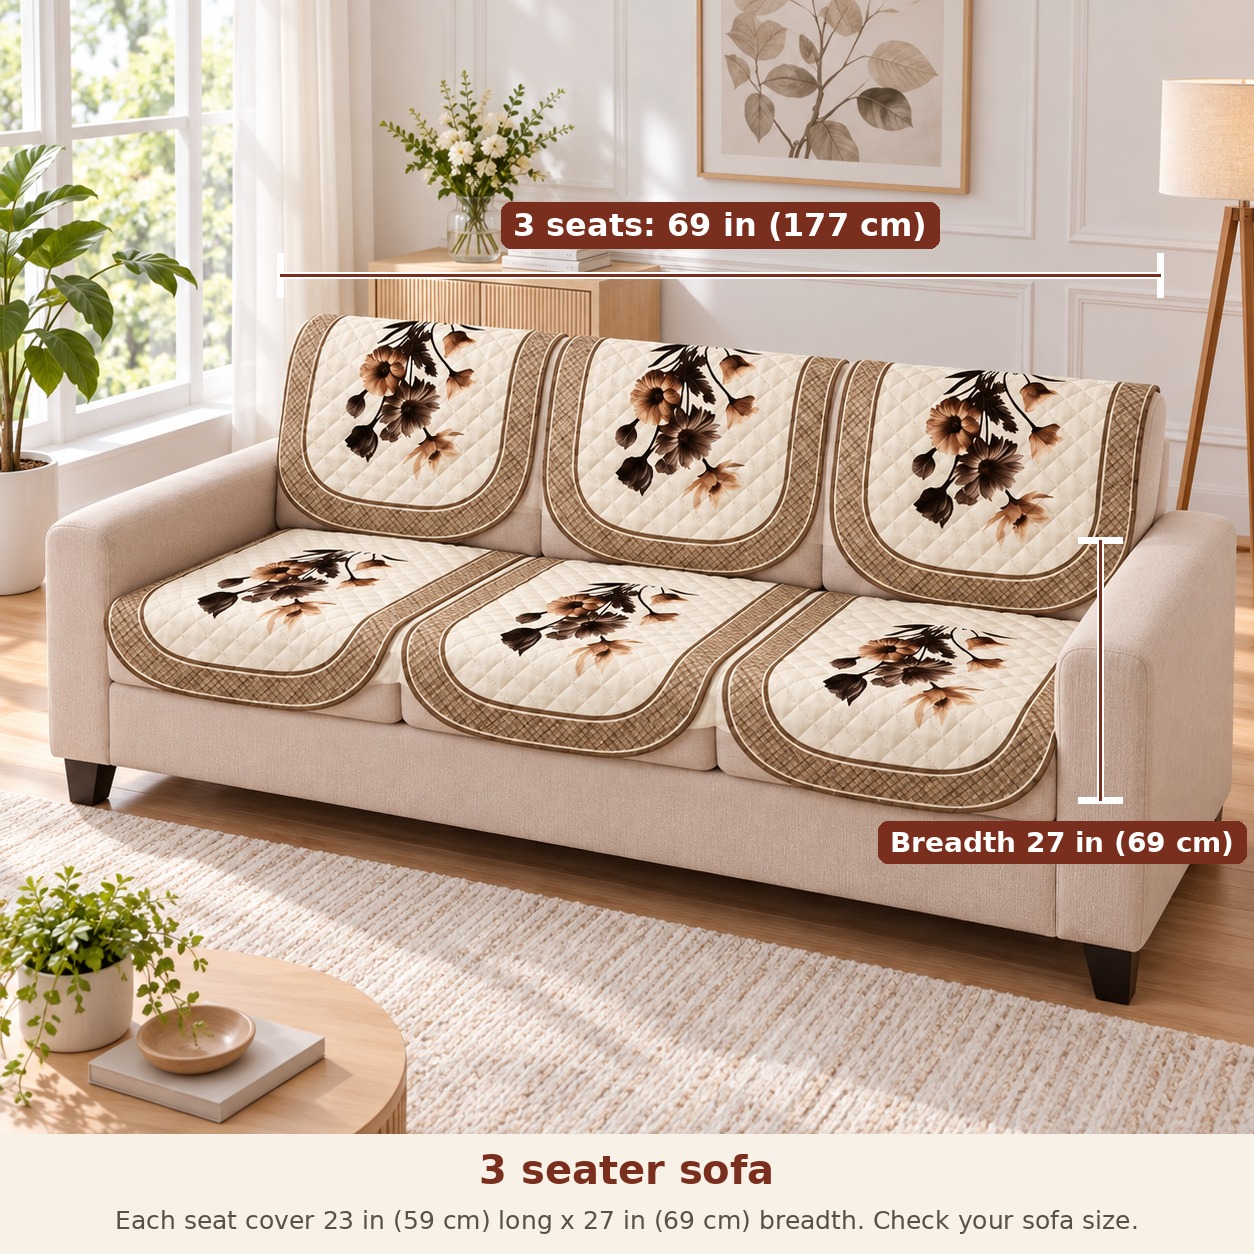 3 seats: 69 in (177 cm)
Breadth 27 in (69 cm)
3 seater sofa
Each seat cover 23 in (59 cm) long x 27 in (69 cm) breadth. Check your sofa size.